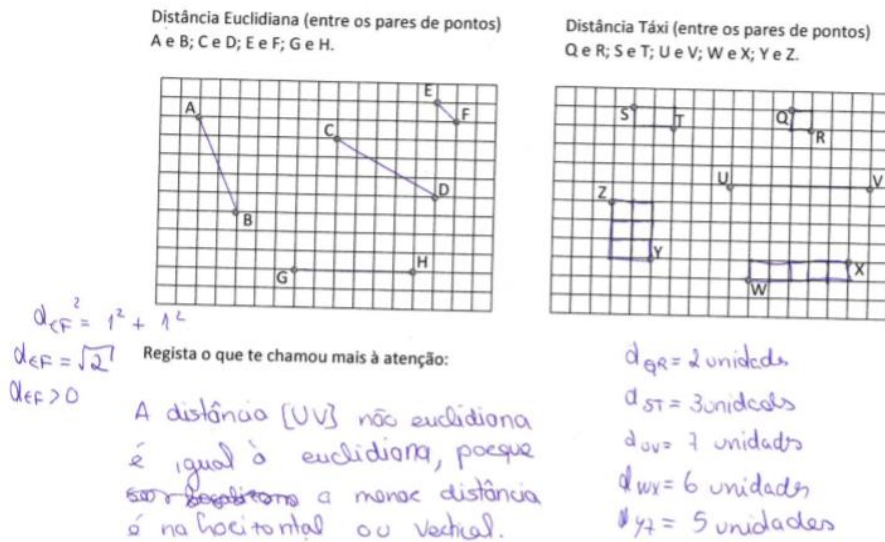 Distância Euclidiana (entre os pares de pontos)
A e B; C e D; E e F; G e H.
Distância Táxi (entre os pares de pontos)
Q e R; S e T; U e V; W e X; Y e Z.
A
B
C
D
E
F
G
H
S
T
Q
R
U
V
Z
Y
W
X
d_EF² = 1² + 1²
d_EF = √2
d_EF > 0
Regista o que te chamou mais à atenção:
A distância [UV] não euclidiana
é igual à euclidiana, porque
a menor distância
é na horizontal ou vertical.
d_QR = 2 unidades
d_ST = 3 unidades
d_UV = 7 unidades
d_WX = 6 unidades
d_YZ = 5 unidades